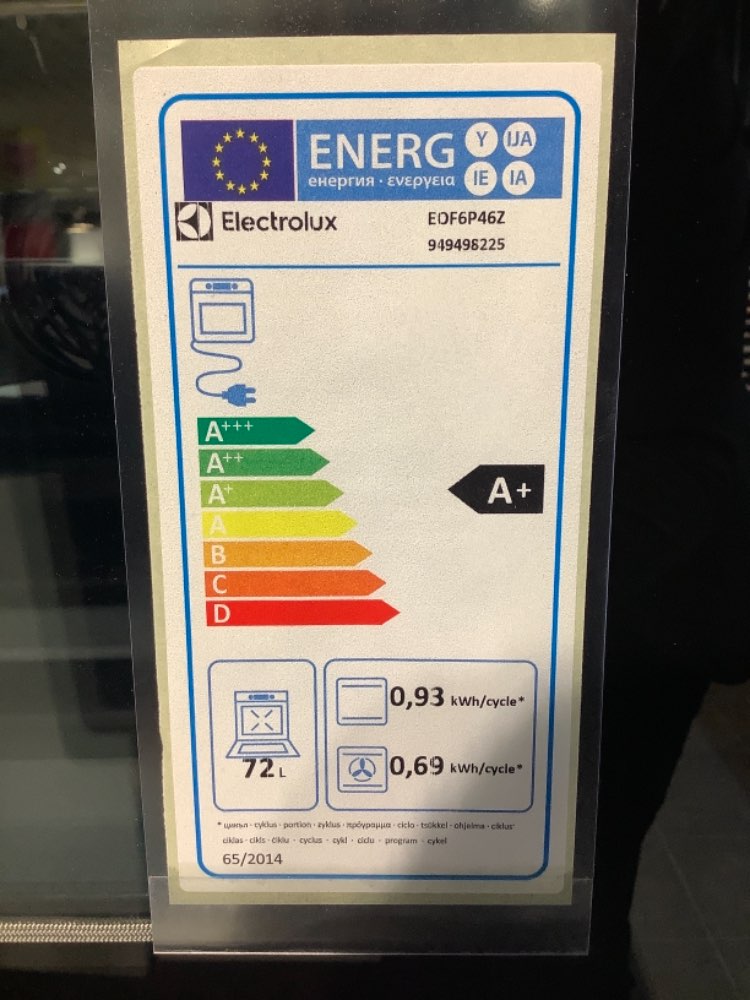 ENERG Y IJA
енергия · ενεργεια IE IA
Electrolux EOF6P46Z
949498225
A+++
A++
A+
A+
A
B
C
D
72 L
0,93 kWh/cycle*
0,69 kWh/cycle*
* цикъл · cyklus · portion · zyklus · πρόγραμμα · ciclo · tsükkel · ohjelma · ciklus
ciklas · cikls · ċiklu · cyclus · cykl · ciclu · program · cykel
65/2014